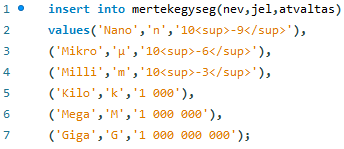 1 insert into mertekegyseg(nev,jel,atvaltas)
2 values('Nano','n','10<sup>-9</sup>'),
3 ('Mikro','µ','10<sup>-6</sup>'),
4 ('Milli','m','10<sup>-3</sup>'),
5 ('Kilo','k','1 000'),
6 ('Mega','M','1 000 000'),
7 ('Giga','G','1 000 000 000');